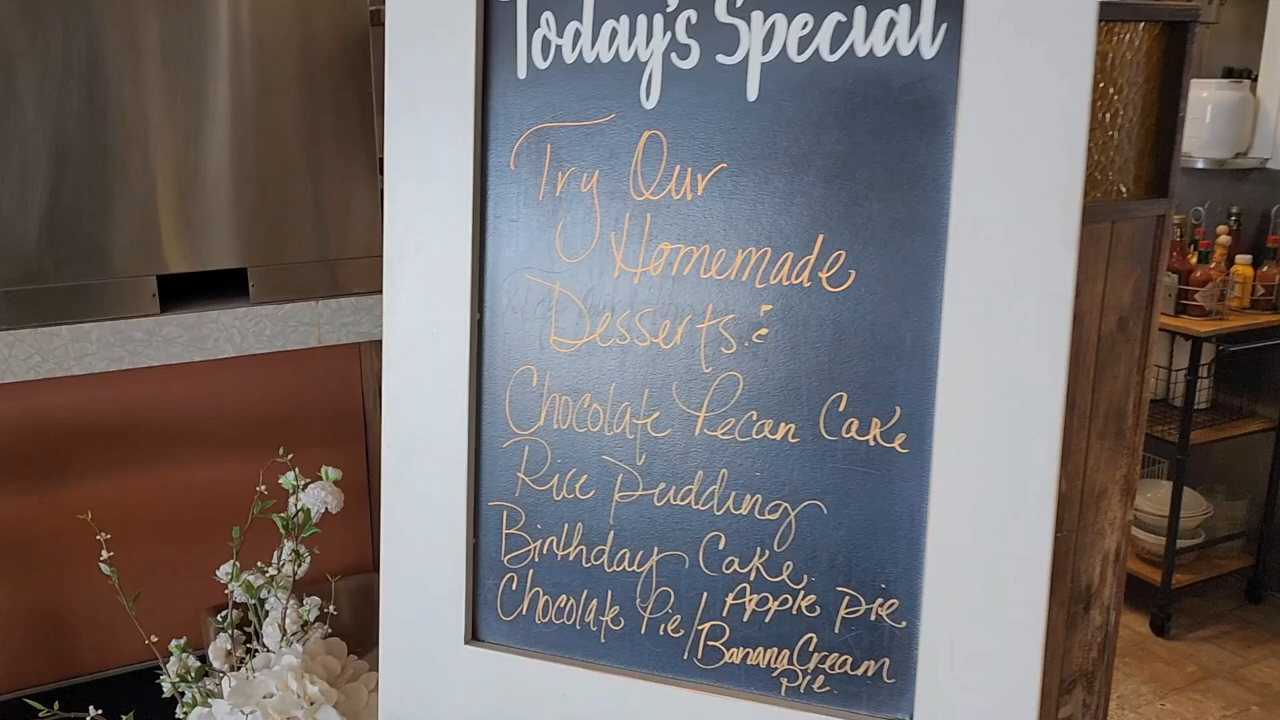 Today's Special
Try Our
Homemade
Desserts:
Chocolate Pecan Cake
Rice Pudding
Birthday Cake.
Chocolate Pie/ Apple Pie
Banana Cream
Pie.